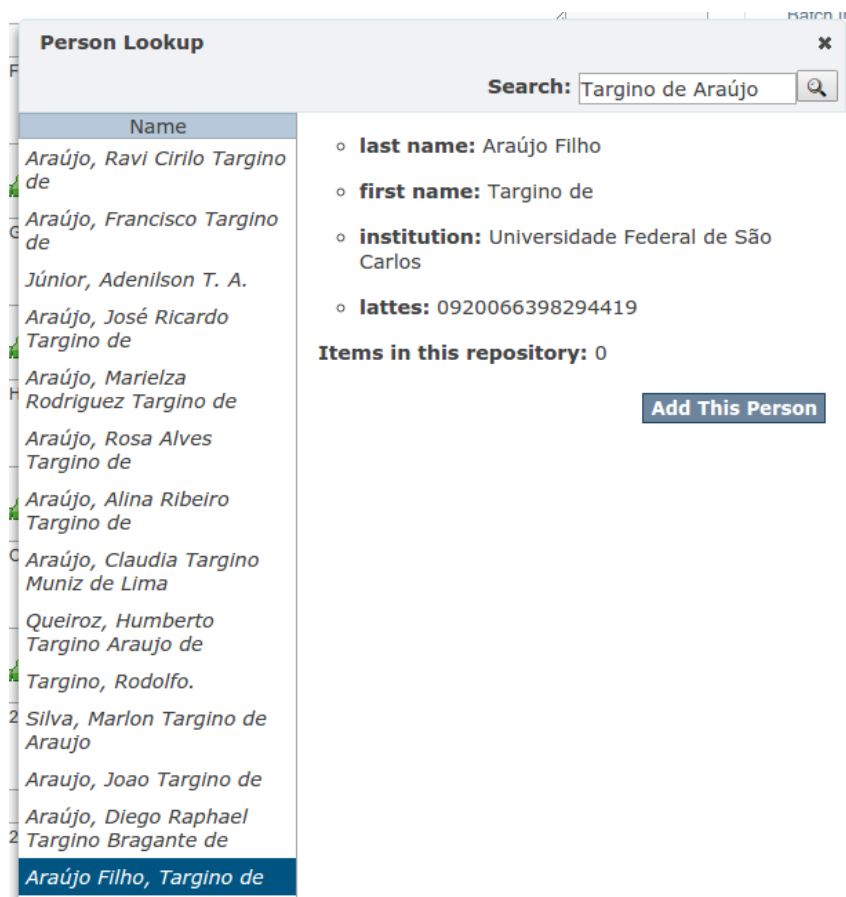 Person Lookup
Search: Targino de Araújo
Name
Araújo, Ravi Cirilo Targino
de
Araújo, Francisco Targino
de
Júnior, Adenilson T. A.
Araújo, José Ricardo
Targino de
Araújo, Marielza
Rodriguez Targino de
Araújo, Rosa Alves
Targino de
Araújo, Alina Ribeiro
Targino de
Araújo, Claudia Targino
Muniz de Lima
Queiroz, Humberto
Targino Araujo de
Targino, Rodolfo.
Silva, Marlon Targino de
Araujo
Araujo, Joao Targino de
Araújo, Diego Raphael
Targino Bragante de
Araújo Filho, Targino de
last name: Araújo Filho
first name: Targino de
institution: Universidade Federal de São
Carlos
lattes: 0920066398294419
Items in this repository: 0
Add This Person